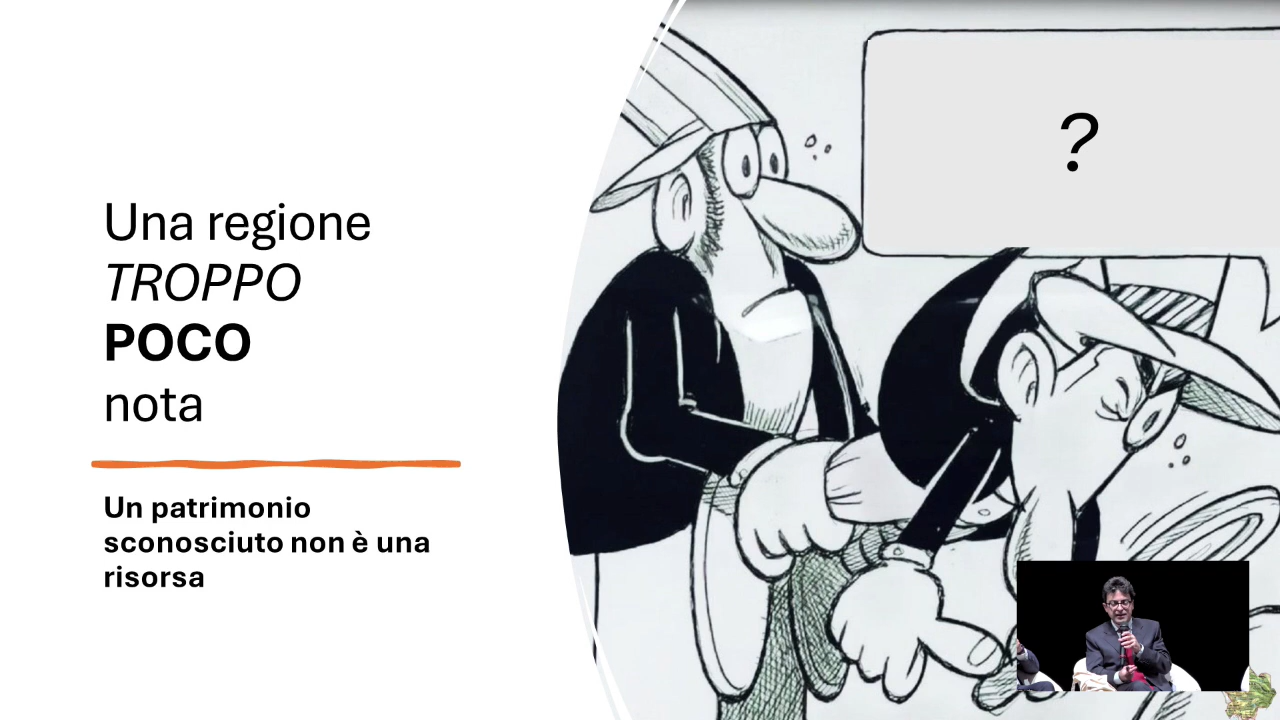 Una regione
TROPPO
POCO
nota
Un patrimonio
sconosciuto non è una
risorsa
?